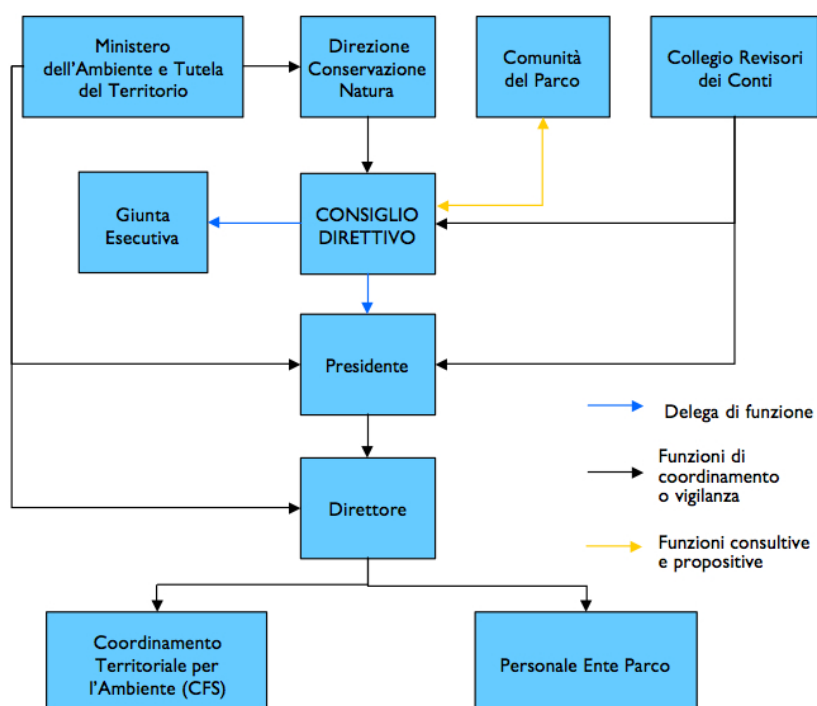 Ministero
dell'Ambiente e Tutela
del Territorio
Direzione
Conservazione
Natura
Comunità
del Parco
Collegio Revisori
dei Conti
Giunta
Esecutiva
CONSIGLIO
DIRETTIVO
Presidente
Delega di funzione
Funzioni di
coordinamento
o vigilanza
Direttore
Funzioni consultive
e propositive
Coordinamento
Territoriale per
l'Ambiente (CFS)
Personale Ente Parco